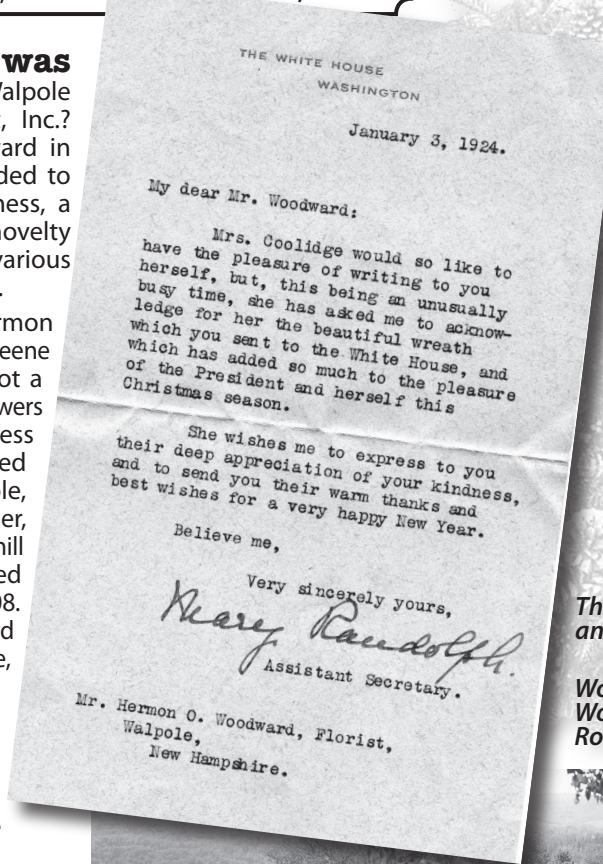 was
Walpole
, Inc.?
ard in
ded to
ness, a
novelty
various
rmon
eene
ot a
wers
ess
ed
ole,
er,
hill
ed
08.
d
e,
THE WHITE HOUSE
WASHINGTON
January 3, 1924.
My dear Mr. Woodward:
Mrs. Coolidge would so like to
have the pleasure of writing to you
herself, but, this being an unusually
busy time, she has asked me to acknow-
ledge for her the beautiful wreath
which you sent to the White House, and
which has added so much to the pleasure
of the President and herself this
Christmas season.
She wishes me to express to you
their deep appreciation of your kindness,
and to send you their warm thanks and
best wishes for a very happy New Year.
Believe me,
Very sincerely yours,
Mary Randolph.
Assistant Secretary.
Mr. Hermon O. Woodward, Florist,
Walpole,
New Hampshire.
Th
an
Wo
Wo
Ro